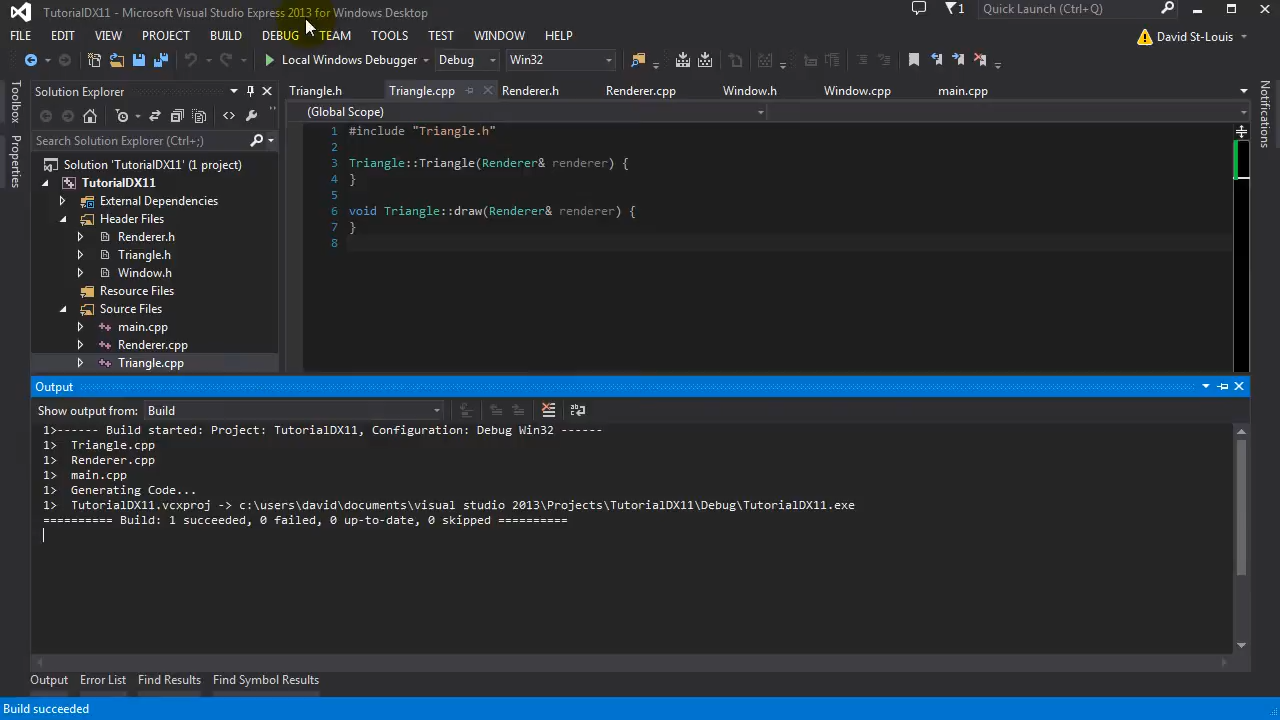 TutorialDX11 - Microsoft Visual Studio Express 2013 for Windows Desktop
1
Quick Launch (Ctrl+Q)
FILE EDIT VIEW PROJECT BUILD DEBUG TEAM TOOLS TEST WINDOW HELP
David St-Louis
Local Windows Debugger Debug Win32
Toolbox
Properties
Solution Explorer
Search Solution Explorer (Ctrl+;)
Solution 'TutorialDX11' (1 project)
TutorialDX11
External Dependencies
Header Files
Renderer.h
Triangle.h
Window.h
Resource Files
Source Files
main.cpp
Renderer.cpp
Triangle.cpp
Triangle.h Triangle.cpp Renderer.h Renderer.cpp Window.h Window.cpp main.cpp
(Global Scope)
1 #include "Triangle.h"
2
3 Triangle::Triangle(Renderer& renderer) {
4 }
5
6 void Triangle::draw(Renderer& renderer) {
7 }
8
Notifications
Output
Show output from: Build
1>------ Build started: Project: TutorialDX11, Configuration: Debug Win32 ------
1> Triangle.cpp
1> Renderer.cpp
1> main.cpp
1> Generating Code...
1> TutorialDX11.vcxproj -> c:\users\david\documents\visual studio 2013\Projects\TutorialDX11\Debug\TutorialDX11.exe
========== Build: 1 succeeded, 0 failed, 0 up-to-date, 0 skipped ==========
Output Error List Find Results Find Symbol Results
Build succeeded